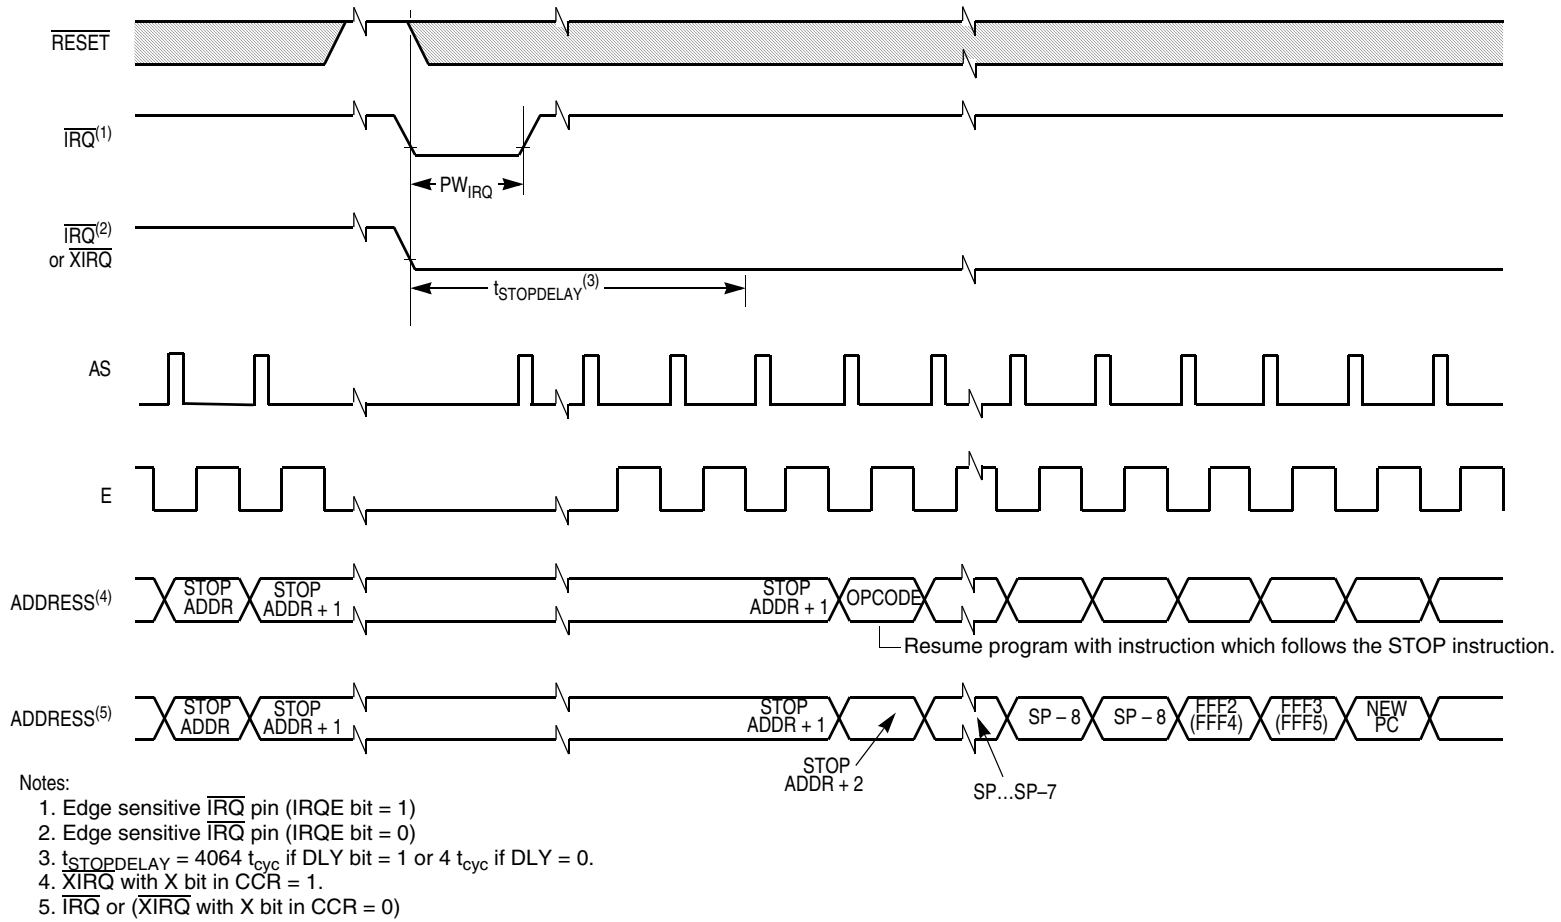 RESET
IRQ(1)
PWIRQ
IRQ(2)
or XIRQ
tSTOPDELAY(3)
AS
E
ADDRESS(4)
STOP
ADDR
STOP
ADDR + 1
STOP
ADDR + 1
OPCODE
Resume program with instruction which follows the STOP instruction.
ADDRESS(5)
STOP
ADDR
STOP
ADDR + 1
STOP
ADDR + 1
SP – 8
SP – 8
FFF2
(FFF4)
FFF3
(FFF5)
NEW
PC
STOP
ADDR + 2
SP…SP–7
Notes:
1. Edge sensitive IRQ pin (IRQE bit = 1)
2. Edge sensitive IRQ pin (IRQE bit = 0)
3. tSTOPDELAY = 4064 tcyc if DLY bit = 1 or 4 tcyc if DLY = 0.
4. XIRQ with X bit in CCR = 1.
5. IRQ or (XIRQ with X bit in CCR = 0)